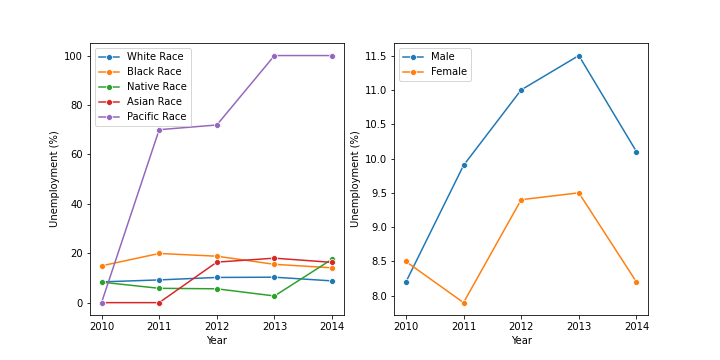 White Race
Black Race
Native Race
Asian Race
Pacific Race
100
80
60
40
20
0
Unemployment (%)
2010 2011 2012 2013 2014
Year
Male
Female
11.5
11.0
10.5
10.0
9.5
9.0
8.5
8.0
Unemployment (%)
2010 2011 2012 2013 2014
Year